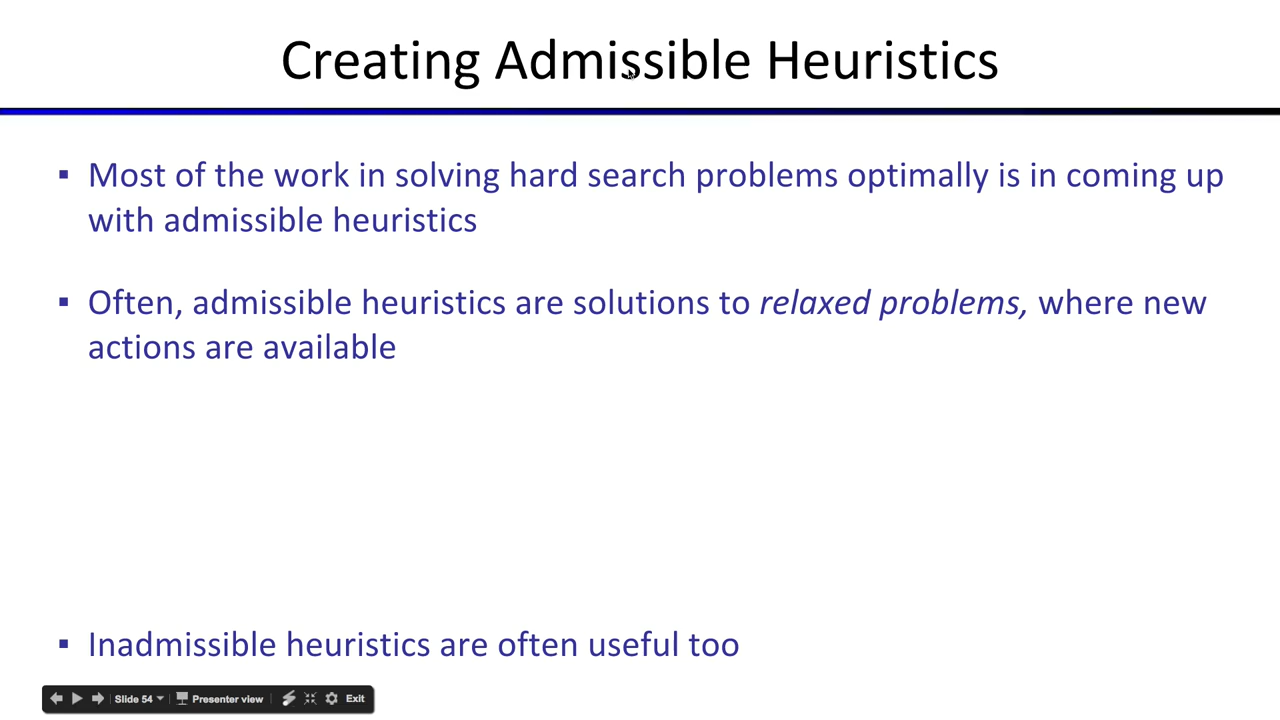 Creating Admissible Heuristics
▪ Most of the work in solving hard search problems optimally is in coming up
with admissible heuristics
▪ Often, admissible heuristics are solutions to relaxed problems, where new
actions are available
▪ Inadmissible heuristics are often useful too
Slide 54 Presenter view Exit